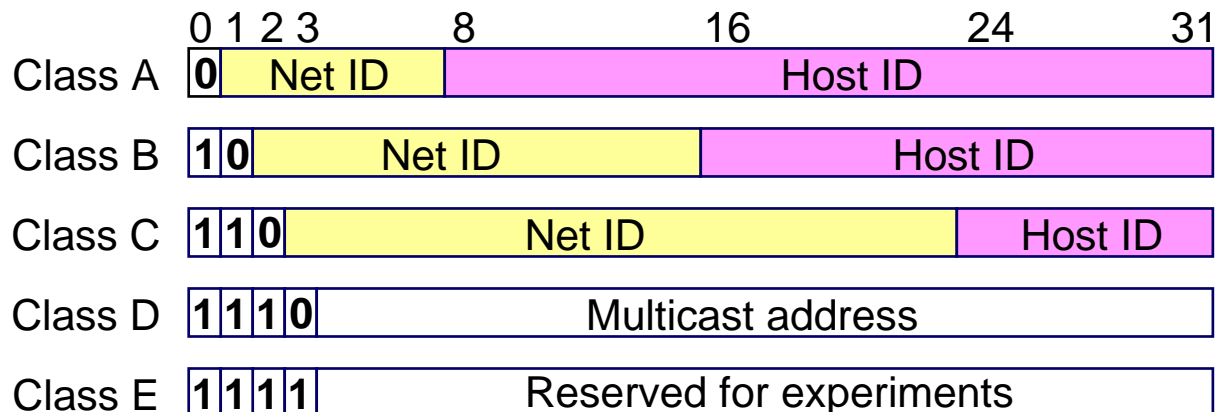 0 1 2 3 8 16 24 31
Class A 0 Net ID Host ID
Class B 1 0 Net ID Host ID
Class C 1 1 0 Net ID Host ID
Class D 1 1 1 0 Multicast address
Class E 1 1 1 1 Reserved for experiments